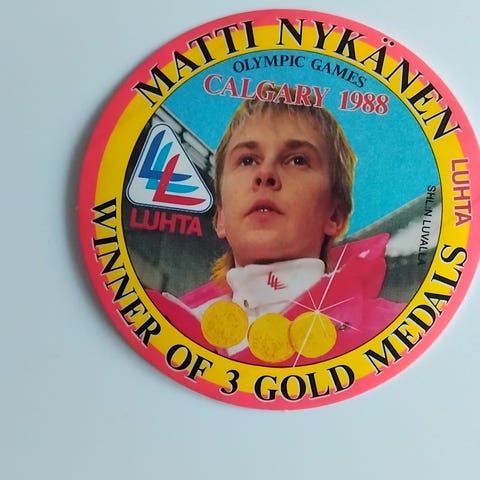 MATTI NYKÄNEN
OLYMPIC GAMES
CALGARY 1988
LUHTA
LUHTA
SHL:N LUVALLA
WINNER OF 3 GOLD MEDALS